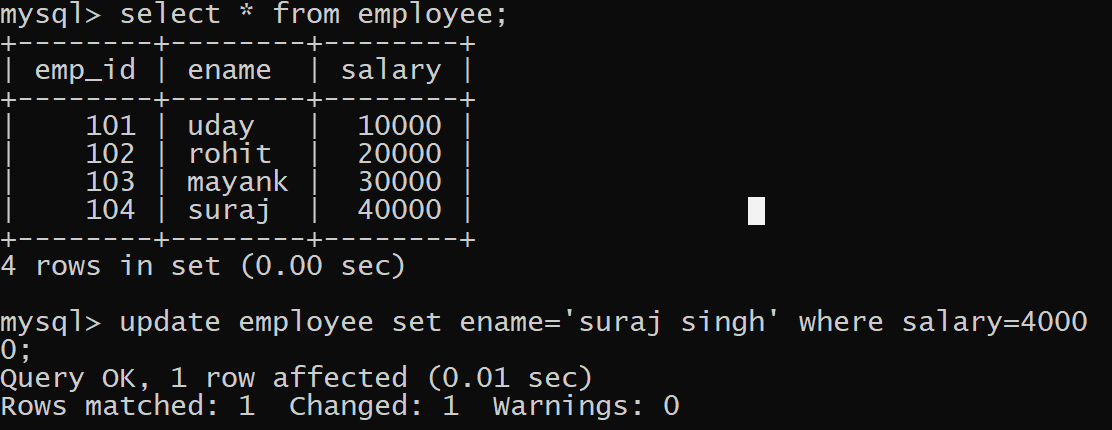 mysql> select * from employee;
+--------+--------+--------+
| emp_id | ename  | salary |
+--------+--------+--------+
|    101 | uday   |  10000 |
|    102 | rohit  |  20000 |
|    103 | mayank |  30000 |
|    104 | suraj  |  40000 |
+--------+--------+--------+
4 rows in set (0.00 sec)

mysql> update employee set ename='suraj singh' where salary=4000
0;
Query OK, 1 row affected (0.01 sec)
Rows matched: 1  Changed: 1  Warnings: 0